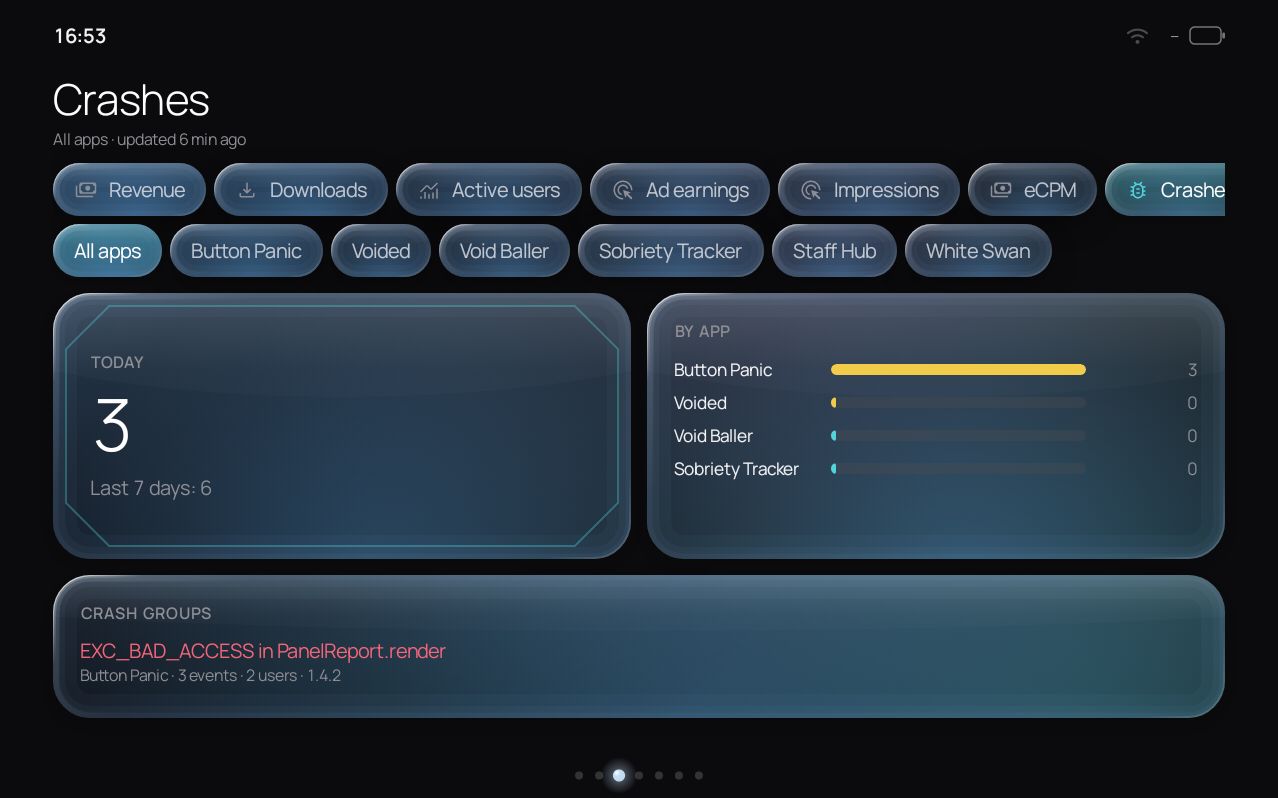 16:53
–
Crashes
All apps · updated 6 min ago
Revenue
Downloads
Active users
Ad earnings
Impressions
eCPM
Crashe
All apps
Button Panic
Voided
Void Baller
Sobriety Tracker
Staff Hub
White Swan
TODAY
3
Last 7 days: 6
BY APP
Button Panic 3
Voided 0
Void Baller 0
Sobriety Tracker 0
CRASH GROUPS
EXC_BAD_ACCESS in PanelReport.render
Button Panic · 3 events · 2 users · 1.4.2